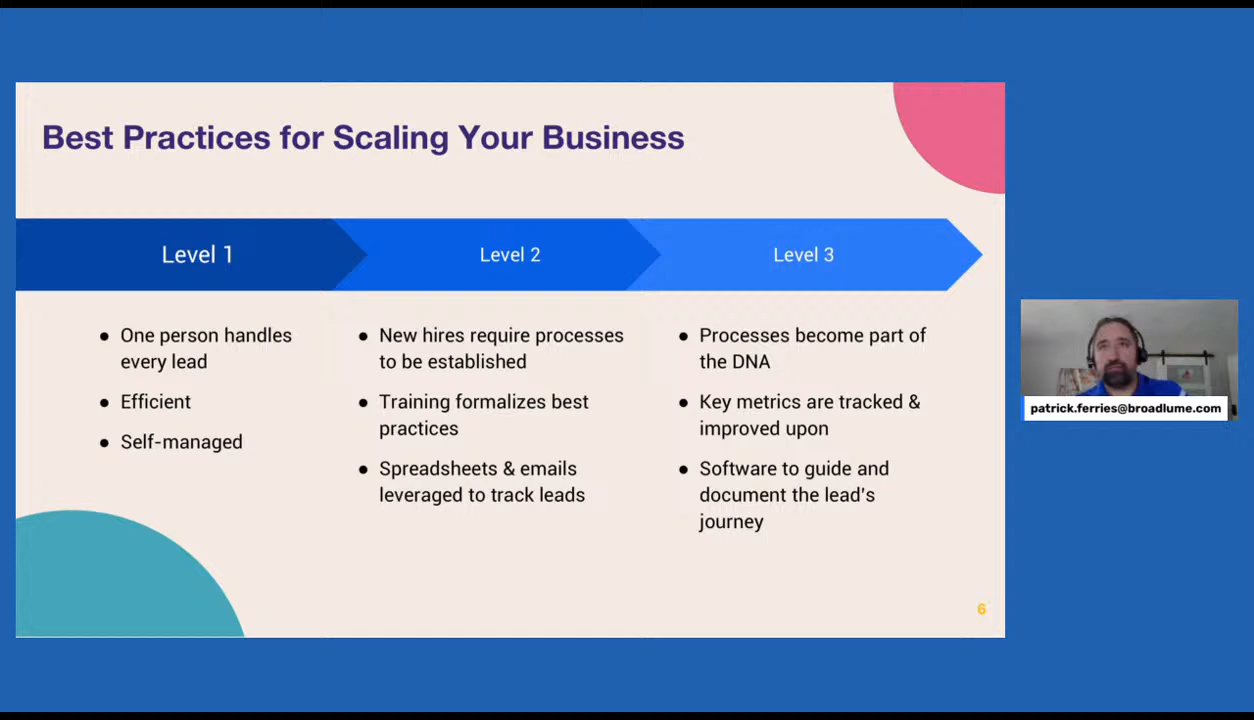 Best Practices for Scaling Your Business
Level 1
Level 2
Level 3
● One person handles
every lead
● Efficient
● Self-managed
● New hires require processes
to be established
● Training formalizes best
practices
● Spreadsheets & emails
leveraged to track leads
● Processes become part of
the DNA
● Key metrics are tracked &
improved upon
● Software to guide and
document the lead's
journey
6
patrick.ferries@broadlume.com